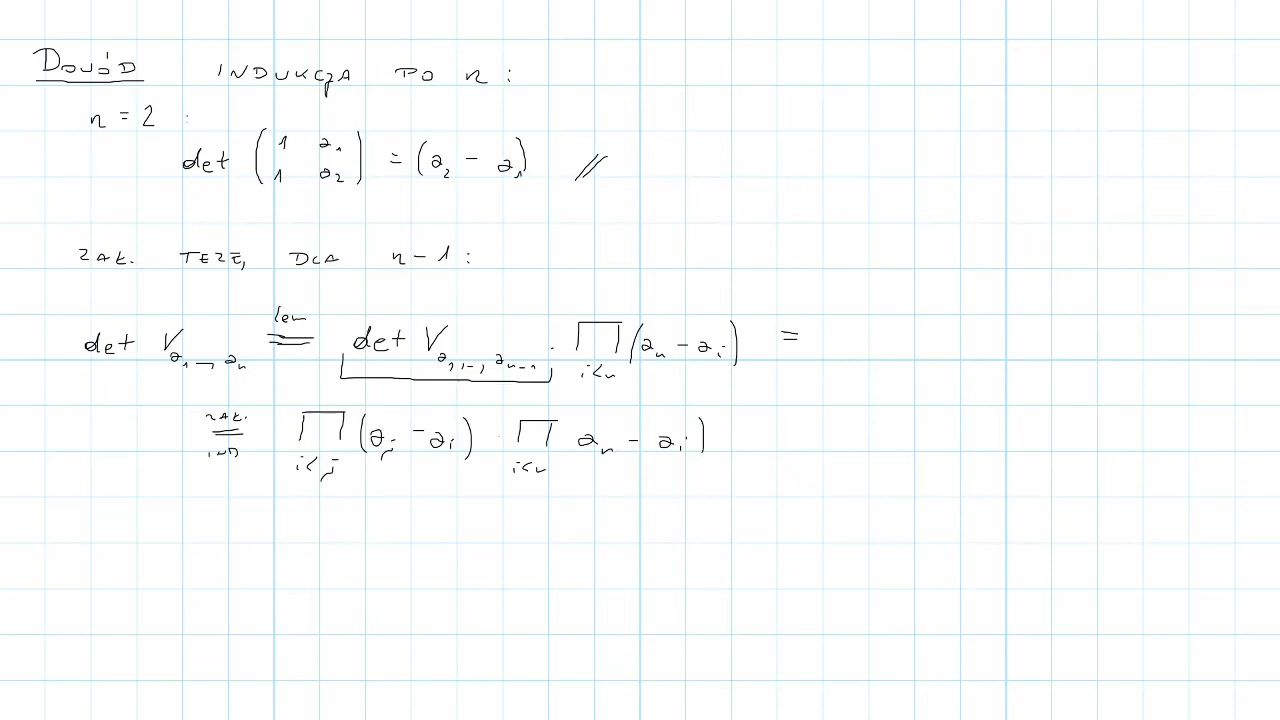 DOWÓD INDUKCJA PO n :
n = 2 :
det ( 1 a₁ ; 1 a₂ ) = (a₂ - a₁) //
ZAŁ. TEZĘ DLA n-1 :
det V_{a₁, –, aₙ} =^{lem} det V_{a₁, –, aₙ₋₁} · ∏_{i<n} (aₙ - aᵢ) =
=^{ZAŁ.}_{IND} ∏_{i<j} (aⱼ - aᵢ) · ∏_{i<n} aₙ - aᵢ)